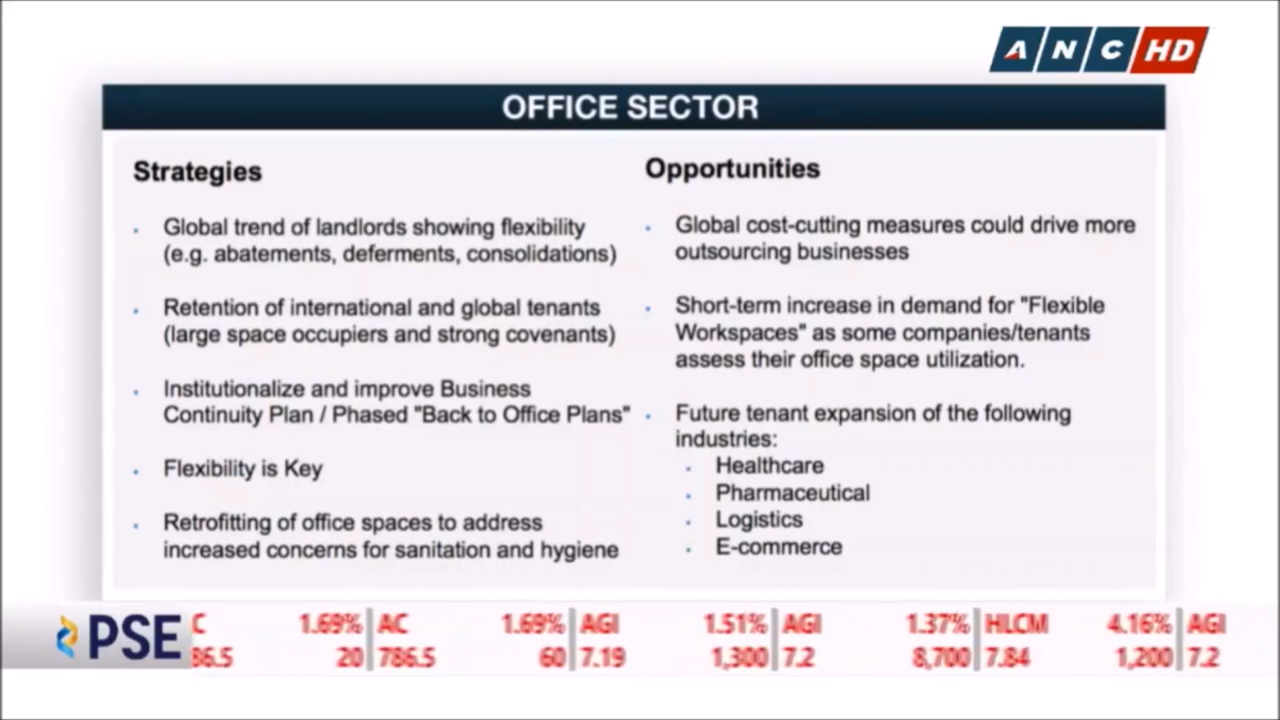 ANC HD
OFFICE SECTOR
Strategies
Global trend of landlords showing flexibility
(e.g. abatements, deferments, consolidations)
Retention of international and global tenants
(large space occupiers and strong covenants)
Institutionalize and improve Business
Continuity Plan / Phased "Back to Office Plans"
Flexibility is Key
Retrofitting of office spaces to address
increased concerns for sanitation and hygiene
Opportunities
Global cost-cutting measures could drive more
outsourcing businesses
Short-term increase in demand for "Flexible
Workspaces" as some companies/tenants
assess their office space utilization.
Future tenant expansion of the following
industries:
Healthcare
Pharmaceutical
Logistics
E-commerce
PSE
C 1.69% AC 1.69% AGI 1.51% AGI 1.37% HLCM 4.16% AGI
86.5 20 786.5 60 7.19 1,300 7.2 8,700 7.84 1,200 7.2